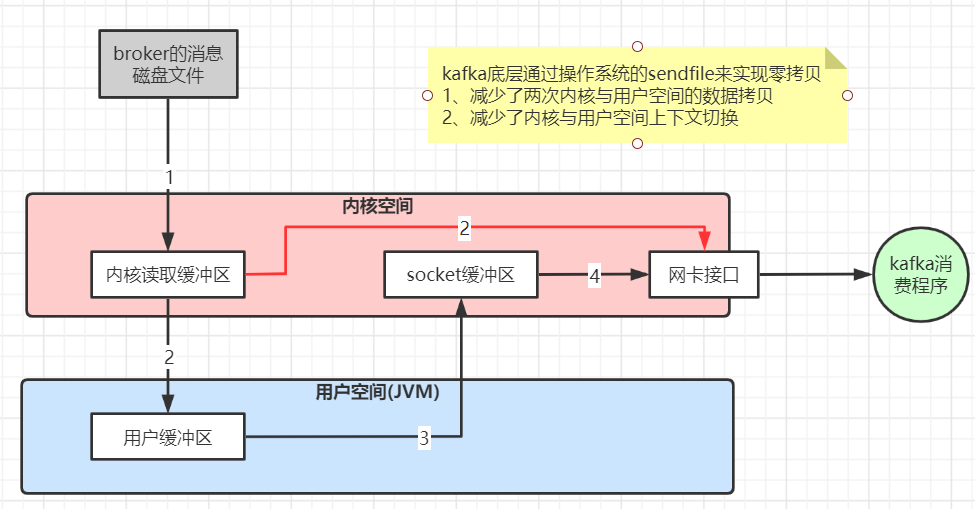 broker的消息
磁盘文件
kafka底层通过操作系统的sendfile来实现零拷贝
1、减少了两次内核与用户空间的数据拷贝
2、减少了内核与用户空间上下文切换
1
内核空间
2
内核读取缓冲区
socket缓冲区
4
网卡接口
kafka消
费程序
2
用户空间(JVM)
用户缓冲区
3